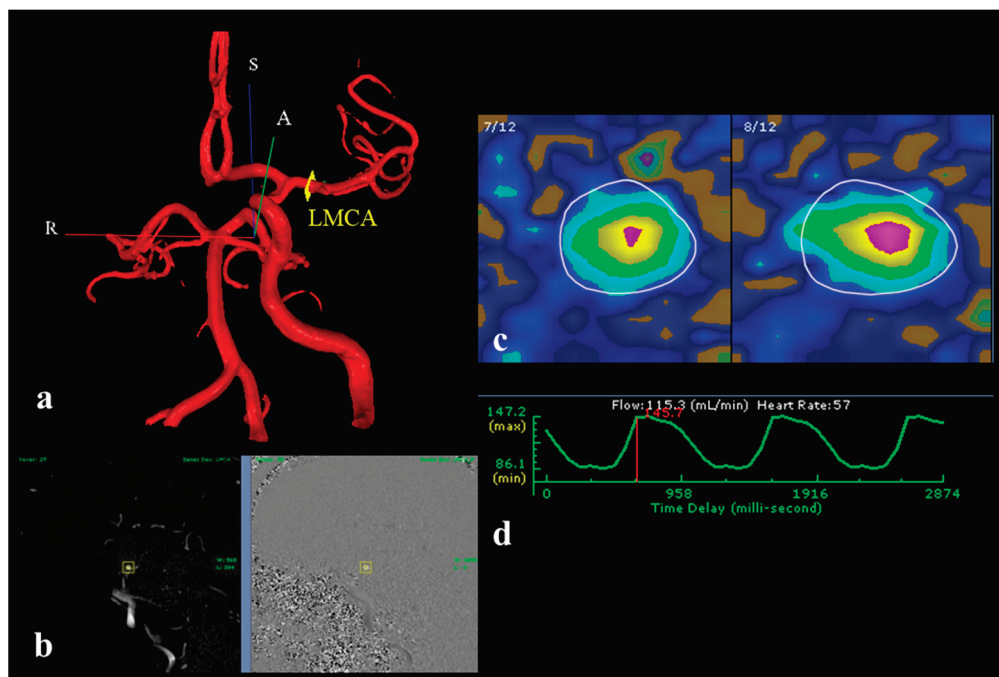 S
A
R
LMCA
a
7/12
8/12
c
b
Flow:115.3 (mL/min) Heart Rate:57
147.2
(max)
145.7
86.1
(min)
0
958
1916
2874
Time Delay (milli-second)
d